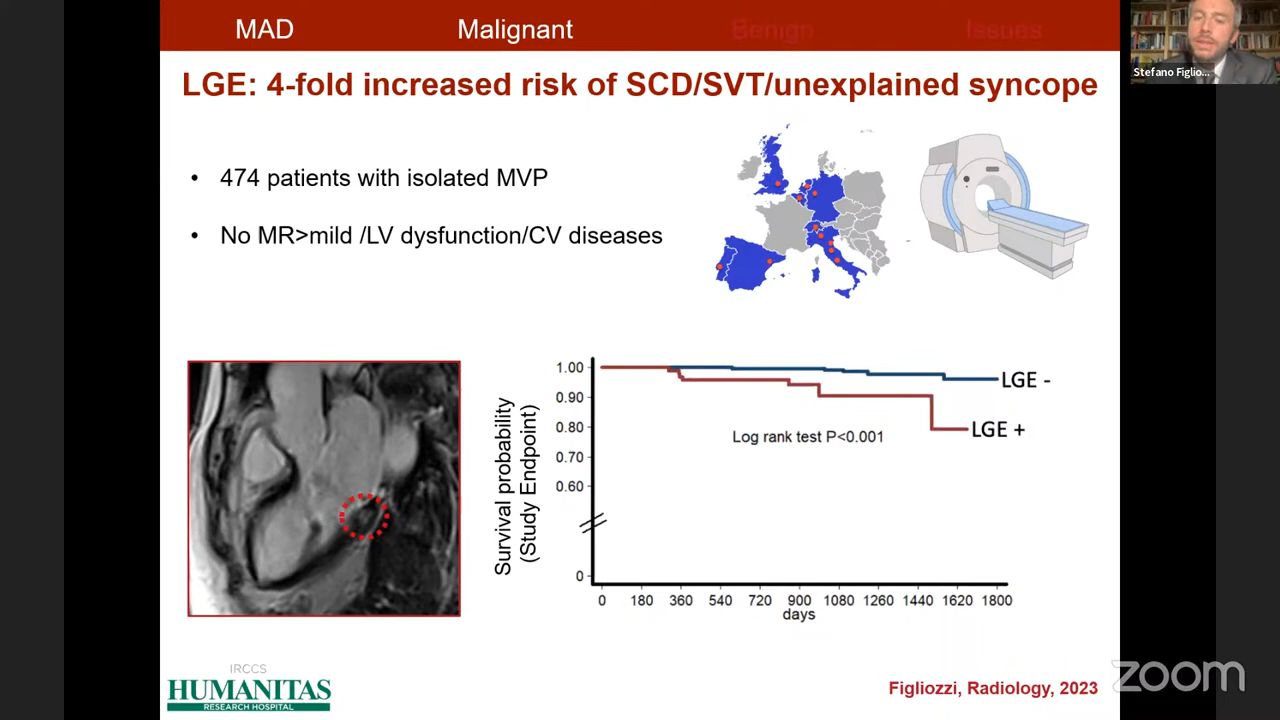 MAD
Malignant
Benign
Issues
Stefano Figlio...
LGE: 4-fold increased risk of SCD/SVT/unexplained syncope
• 474 patients with isolated MVP
• No MR>mild /LV dysfunction/CV diseases
Survival probability
(Study Endpoint)
1.00
0.90
0.80
0.70
0.60
0
LGE -
LGE +
Log rank test P<0.001
0 180 360 540 720 900 1080 1260 1440 1620 1800
days
IRCCS
HUMANITAS
RESEARCH HOSPITAL
Figliozzi, Radiology, 2023
zoom